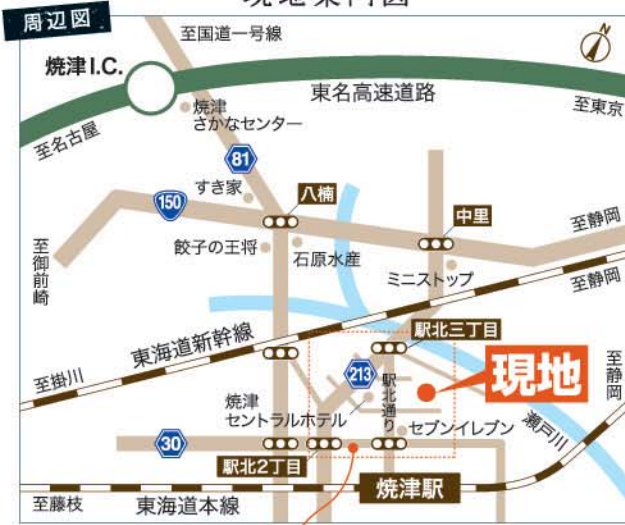 現地案内図
周辺図
至国道一号線
焼津I.C.
東名高速道路
至東京
至名古屋
焼津
さかなセンター
81
すき家
八楠
150
中里
至静岡
餃子の王将
石原水産
至御前崎
ミニストップ
至静岡
東海道新幹線
駅北三丁目
至掛川
213
現地
至静岡
焼津
セントラルホテル
駅北通り
セブンイレブン
瀬戸川
30
駅北2丁目
焼津駅
至藤枝
東海道本線